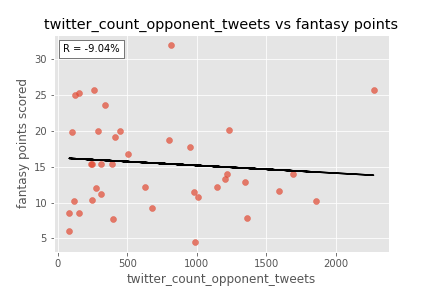 twitter_count_opponent_tweets vs fantasy points
R = -9.04%
30
25
20
15
10
5
fantasy points scored
0
500
1000
1500
2000
twitter_count_opponent_tweets